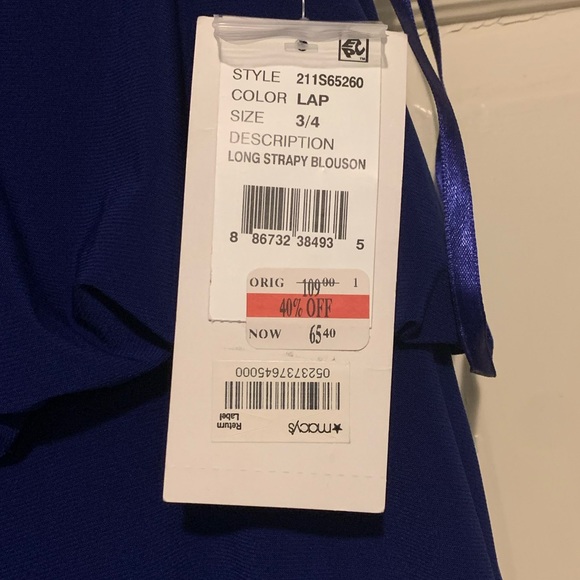 STYLE 211S65260
COLOR LAP
SIZE 3/4
DESCRIPTION
LONG STRAPY BLOUSON
8 86732 38493 5
ORIG 109.00 1
40% OFF
NOW 65.40
0523737645000
★macy's
Return
Label